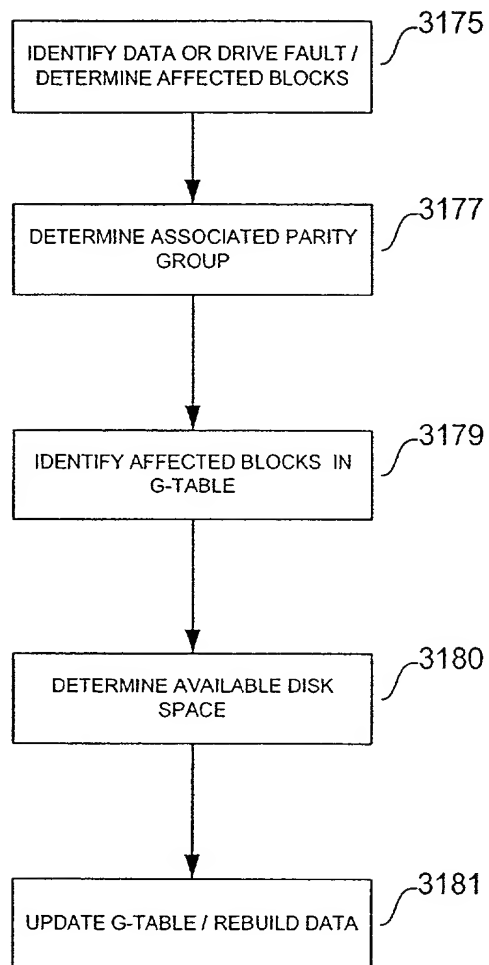 3175
IDENTIFY DATA OR DRIVE FAULT /
DETERMINE AFFECTED BLOCKS
3177
DETERMINE ASSOCIATED PARITY
GROUP
3179
IDENTIFY AFFECTED BLOCKS IN
G-TABLE
3180
DETERMINE AVAILABLE DISK
SPACE
3181
UPDATE G-TABLE / REBUILD DATA